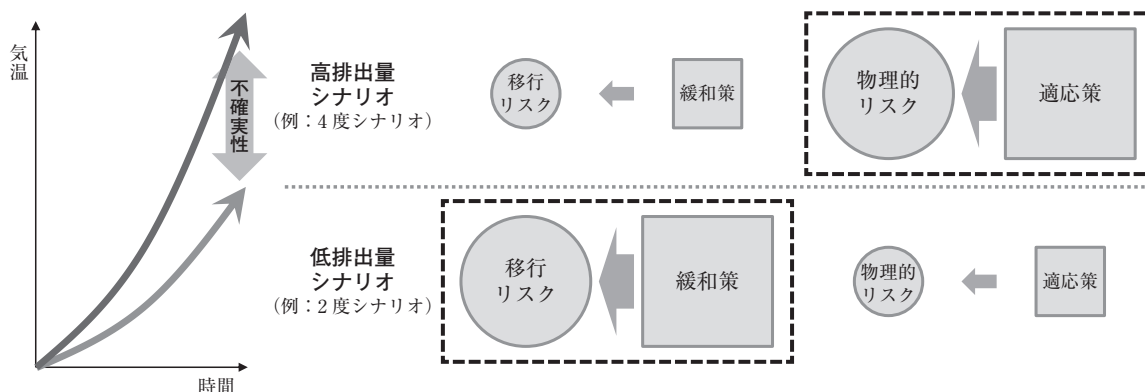 気温
不確実性
時間
高排出量
シナリオ
（例：4度シナリオ）
移行
リスク
緩和策
物理的
リスク
適応策
低排出量
シナリオ
（例：2度シナリオ）
移行
リスク
緩和策
物理的
リスク
適応策